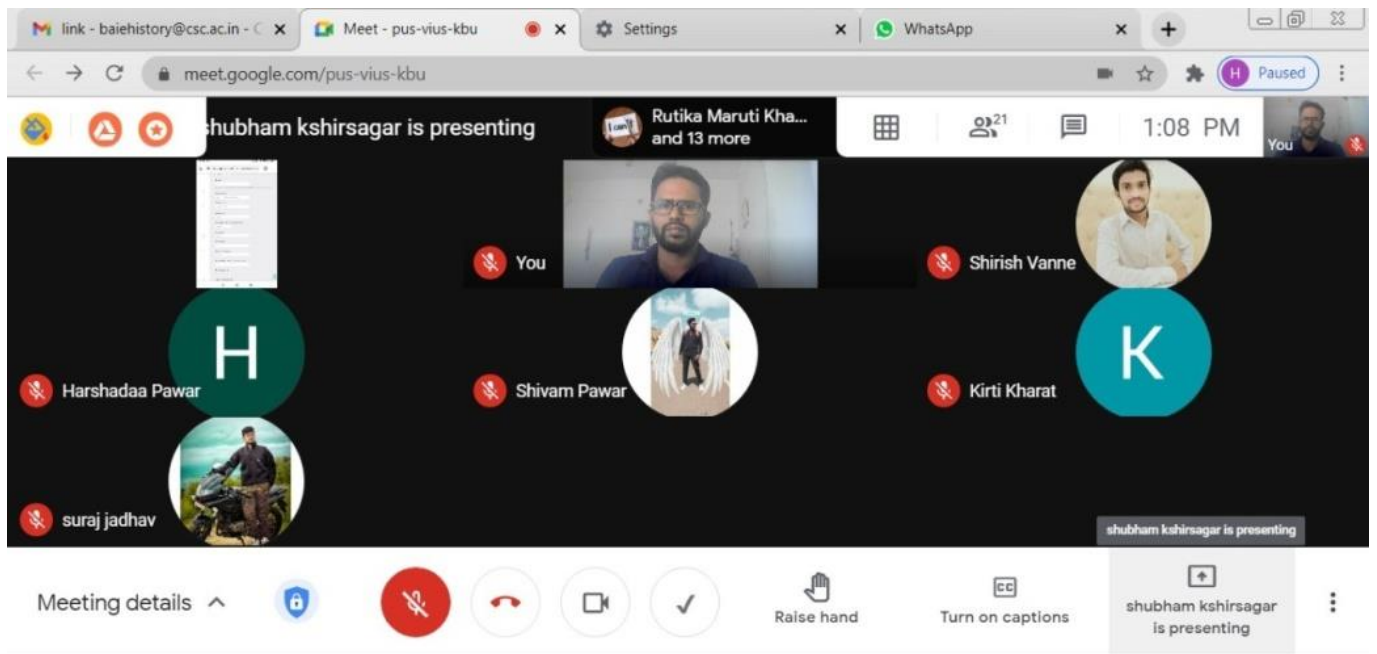 link - baiehistory@csc.ac.in - C
Meet - pus-vius-kbu
Settings
WhatsApp
meet.google.com/pus-vius-kbu
H Paused
shubham kshirsagar is presenting
Rutika Maruti Kha...
and 13 more
21
1:08 PM
You
You
Shirish Vanne
H
Harshadaa Pawar
Shivam Pawar
K
Kirti Kharat
suraj jadhav
shubham kshirsagar is presenting
Meeting details
Raise hand
CC
Turn on captions
shubham kshirsagar
is presenting